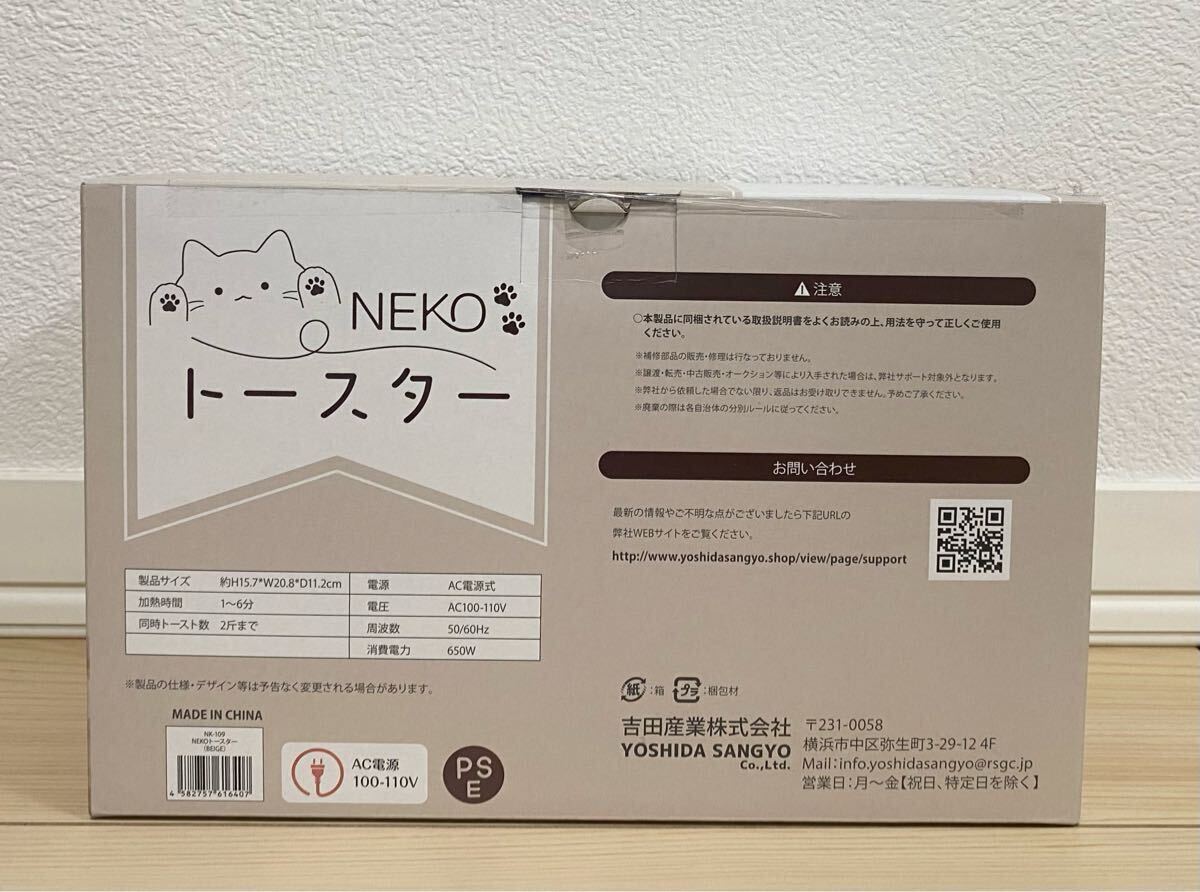 NEKO
トースター
製品サイズ 約H15.7*W20.8*D11.2cm
加熱時間 1〜6分
同時トースト数 2斤まで
電源 AC電源式
電圧 AC100-110V
周波数 50/60Hz
消費電力 650W
※製品の仕様・デザイン等は予告なく変更される場合があります。
MADE IN CHINA
NK-109
NEKOトースター
(BEIGE)
4 582757 616407
AC電源
100-110V
PS
E
⚠注意
○本製品に同梱されている取扱説明書をよくお読みの上、用法を守って正しくご使用
ください。
※補修部品の販売・修理は行なっておりません。
※譲渡・転売・中古販売・オークション等により入手された場合は、弊社サポート対象外となります。
※弊社から依頼した場合でない限り、返品はお受け取りできません。予めご了承ください。
※廃棄の際は各自治体の分別ルールに従ってください。
お問い合わせ
最新の情報やご不明な点がございましたら下記URLの
弊社WEBサイトをご覧ください。
http://www.yoshidasangyo.shop/view/page/support
紙:箱 プラ:梱包材
吉田産業株式会社
YOSHIDA SANGYO
Co.,Ltd.
〒231-0058
横浜市中区弥生町3-29-12 4F
Mail:info.yoshidasangyo@rsgc.jp
営業日:月〜金【祝日、特定日を除く】